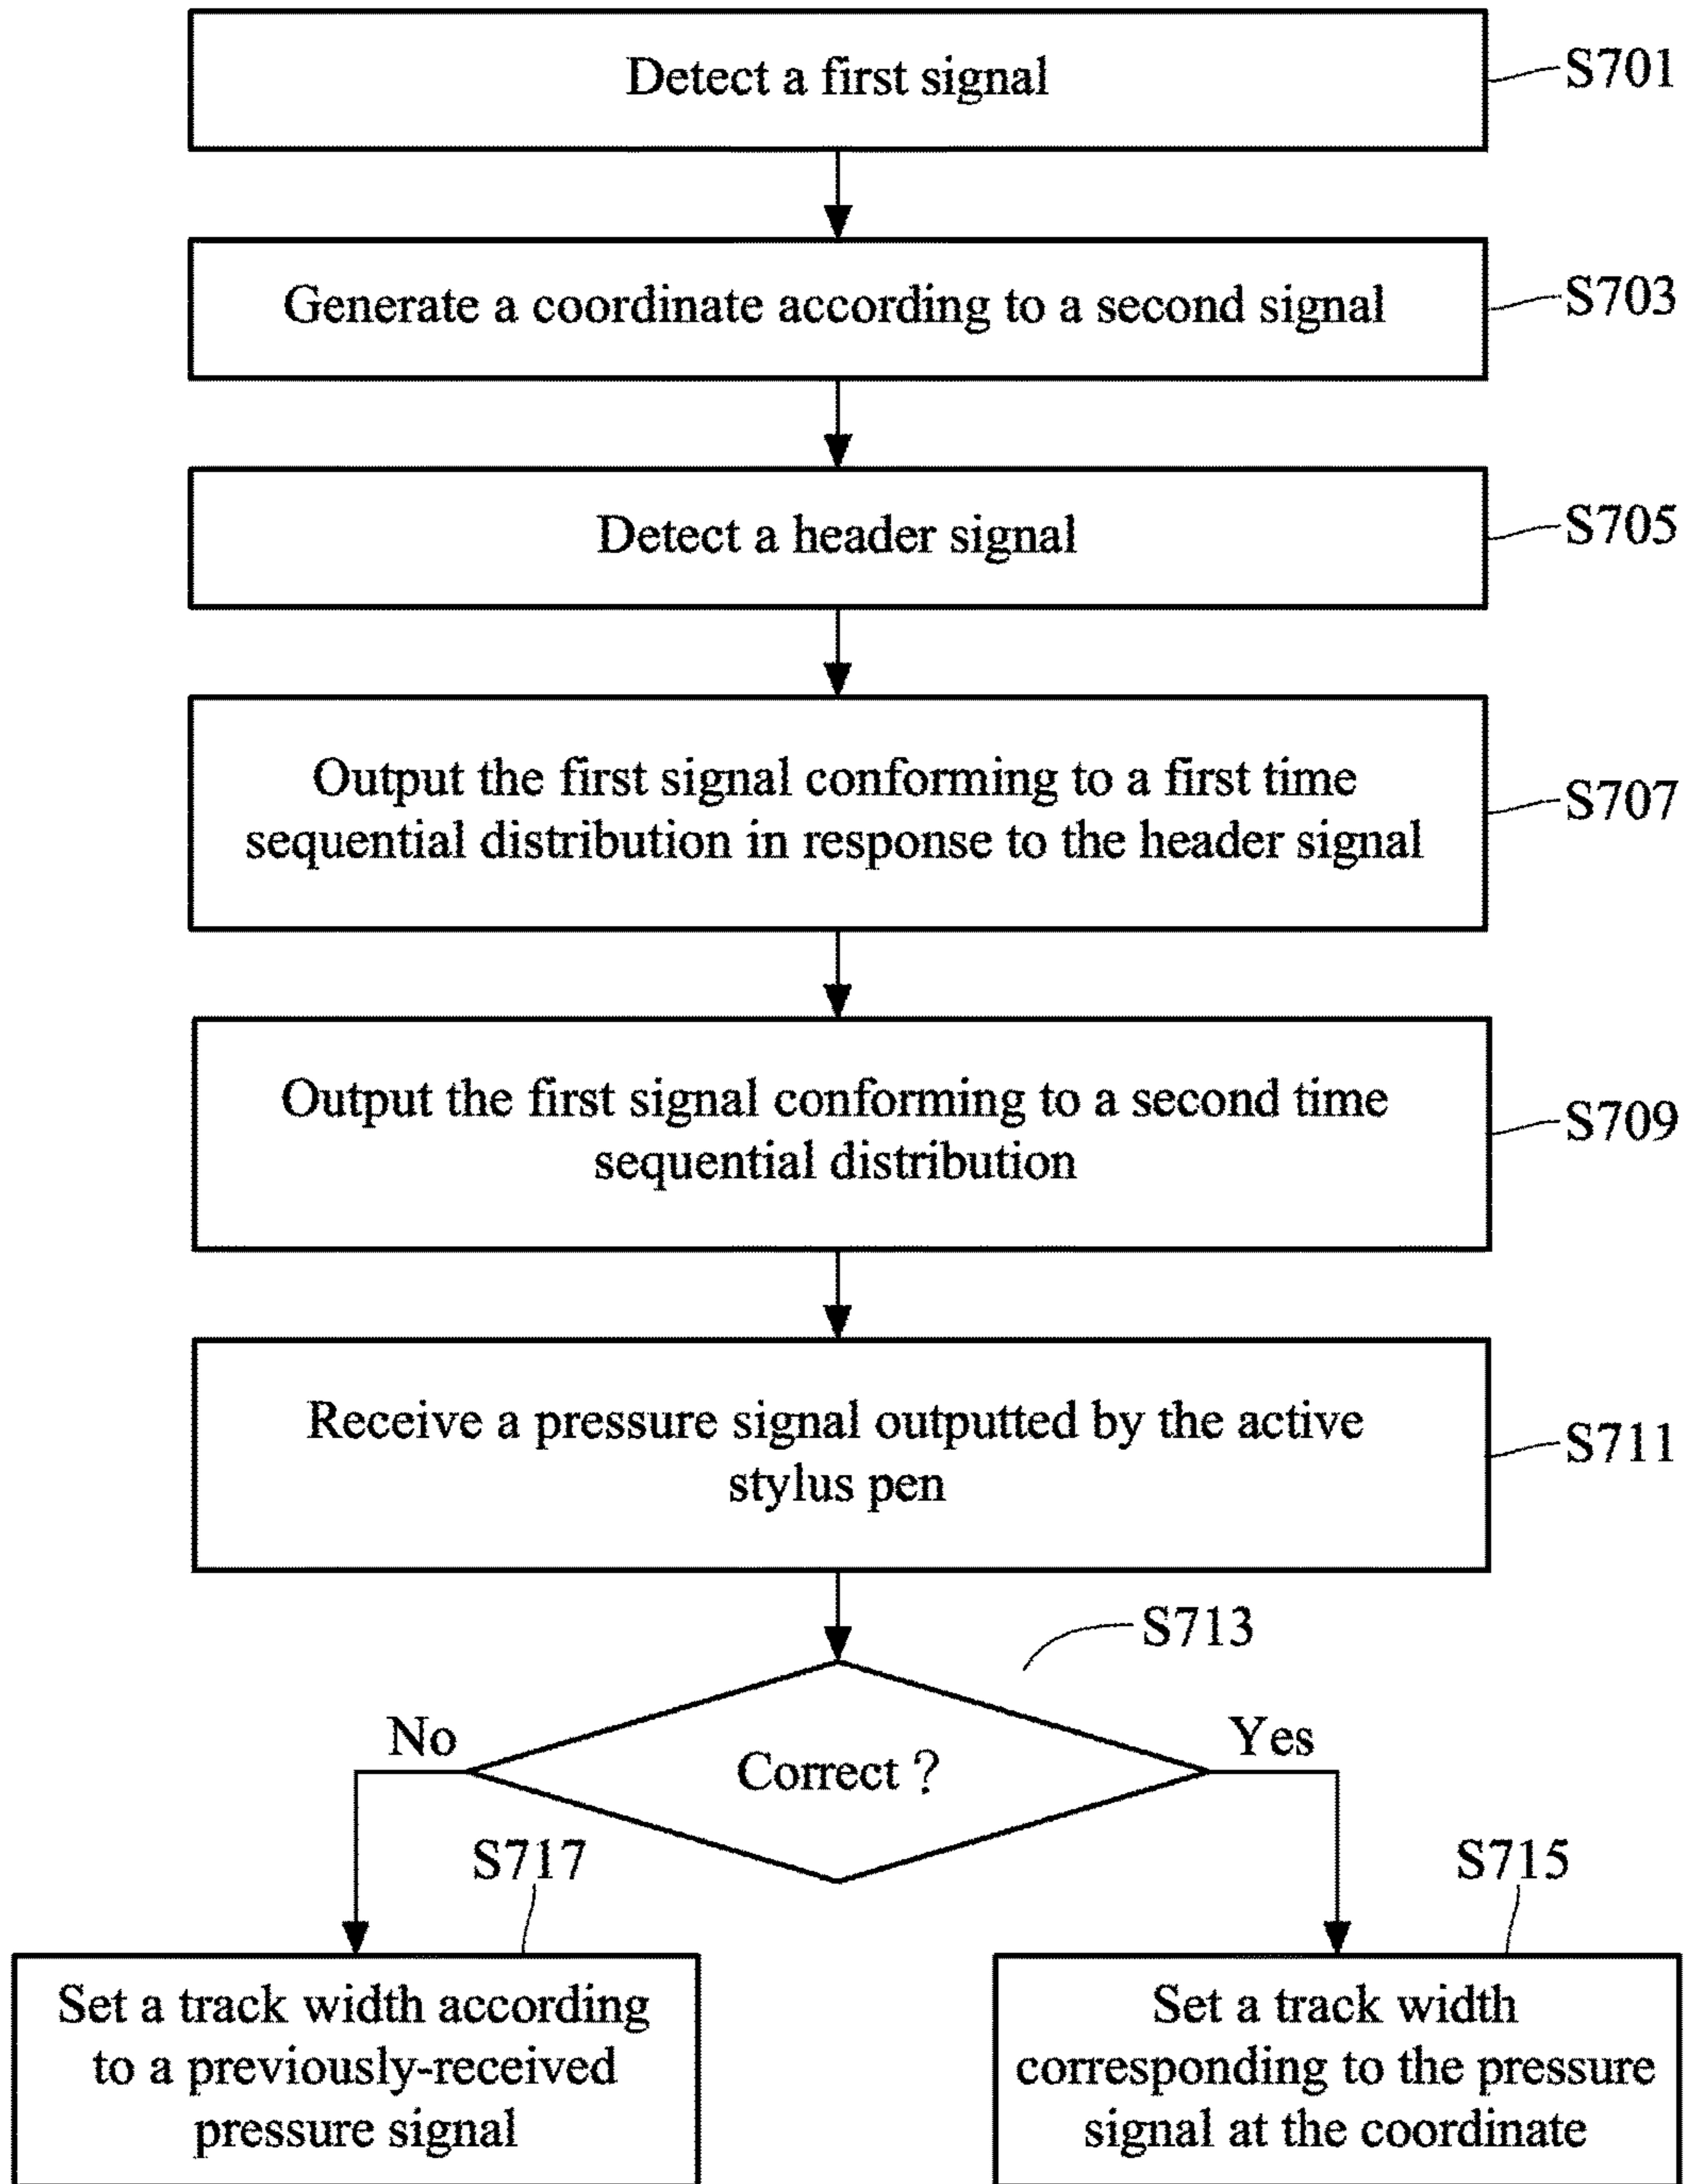 Detect a first signal
S701
Generate a coordinate according to a second signal
S703
Detect a header signal
S705
Output the first signal conforming to a first time
sequential distribution in response to the header signal
S707
Output the first signal conforming to a second time
sequential distribution
S709
Receive a pressure signal outputted by the active
stylus pen
S711
S713
No
Correct ?
Yes
S717
S715
Set a track width according
to a previously-received
pressure signal
Set a track width
corresponding to the pressure
signal at the coordinate